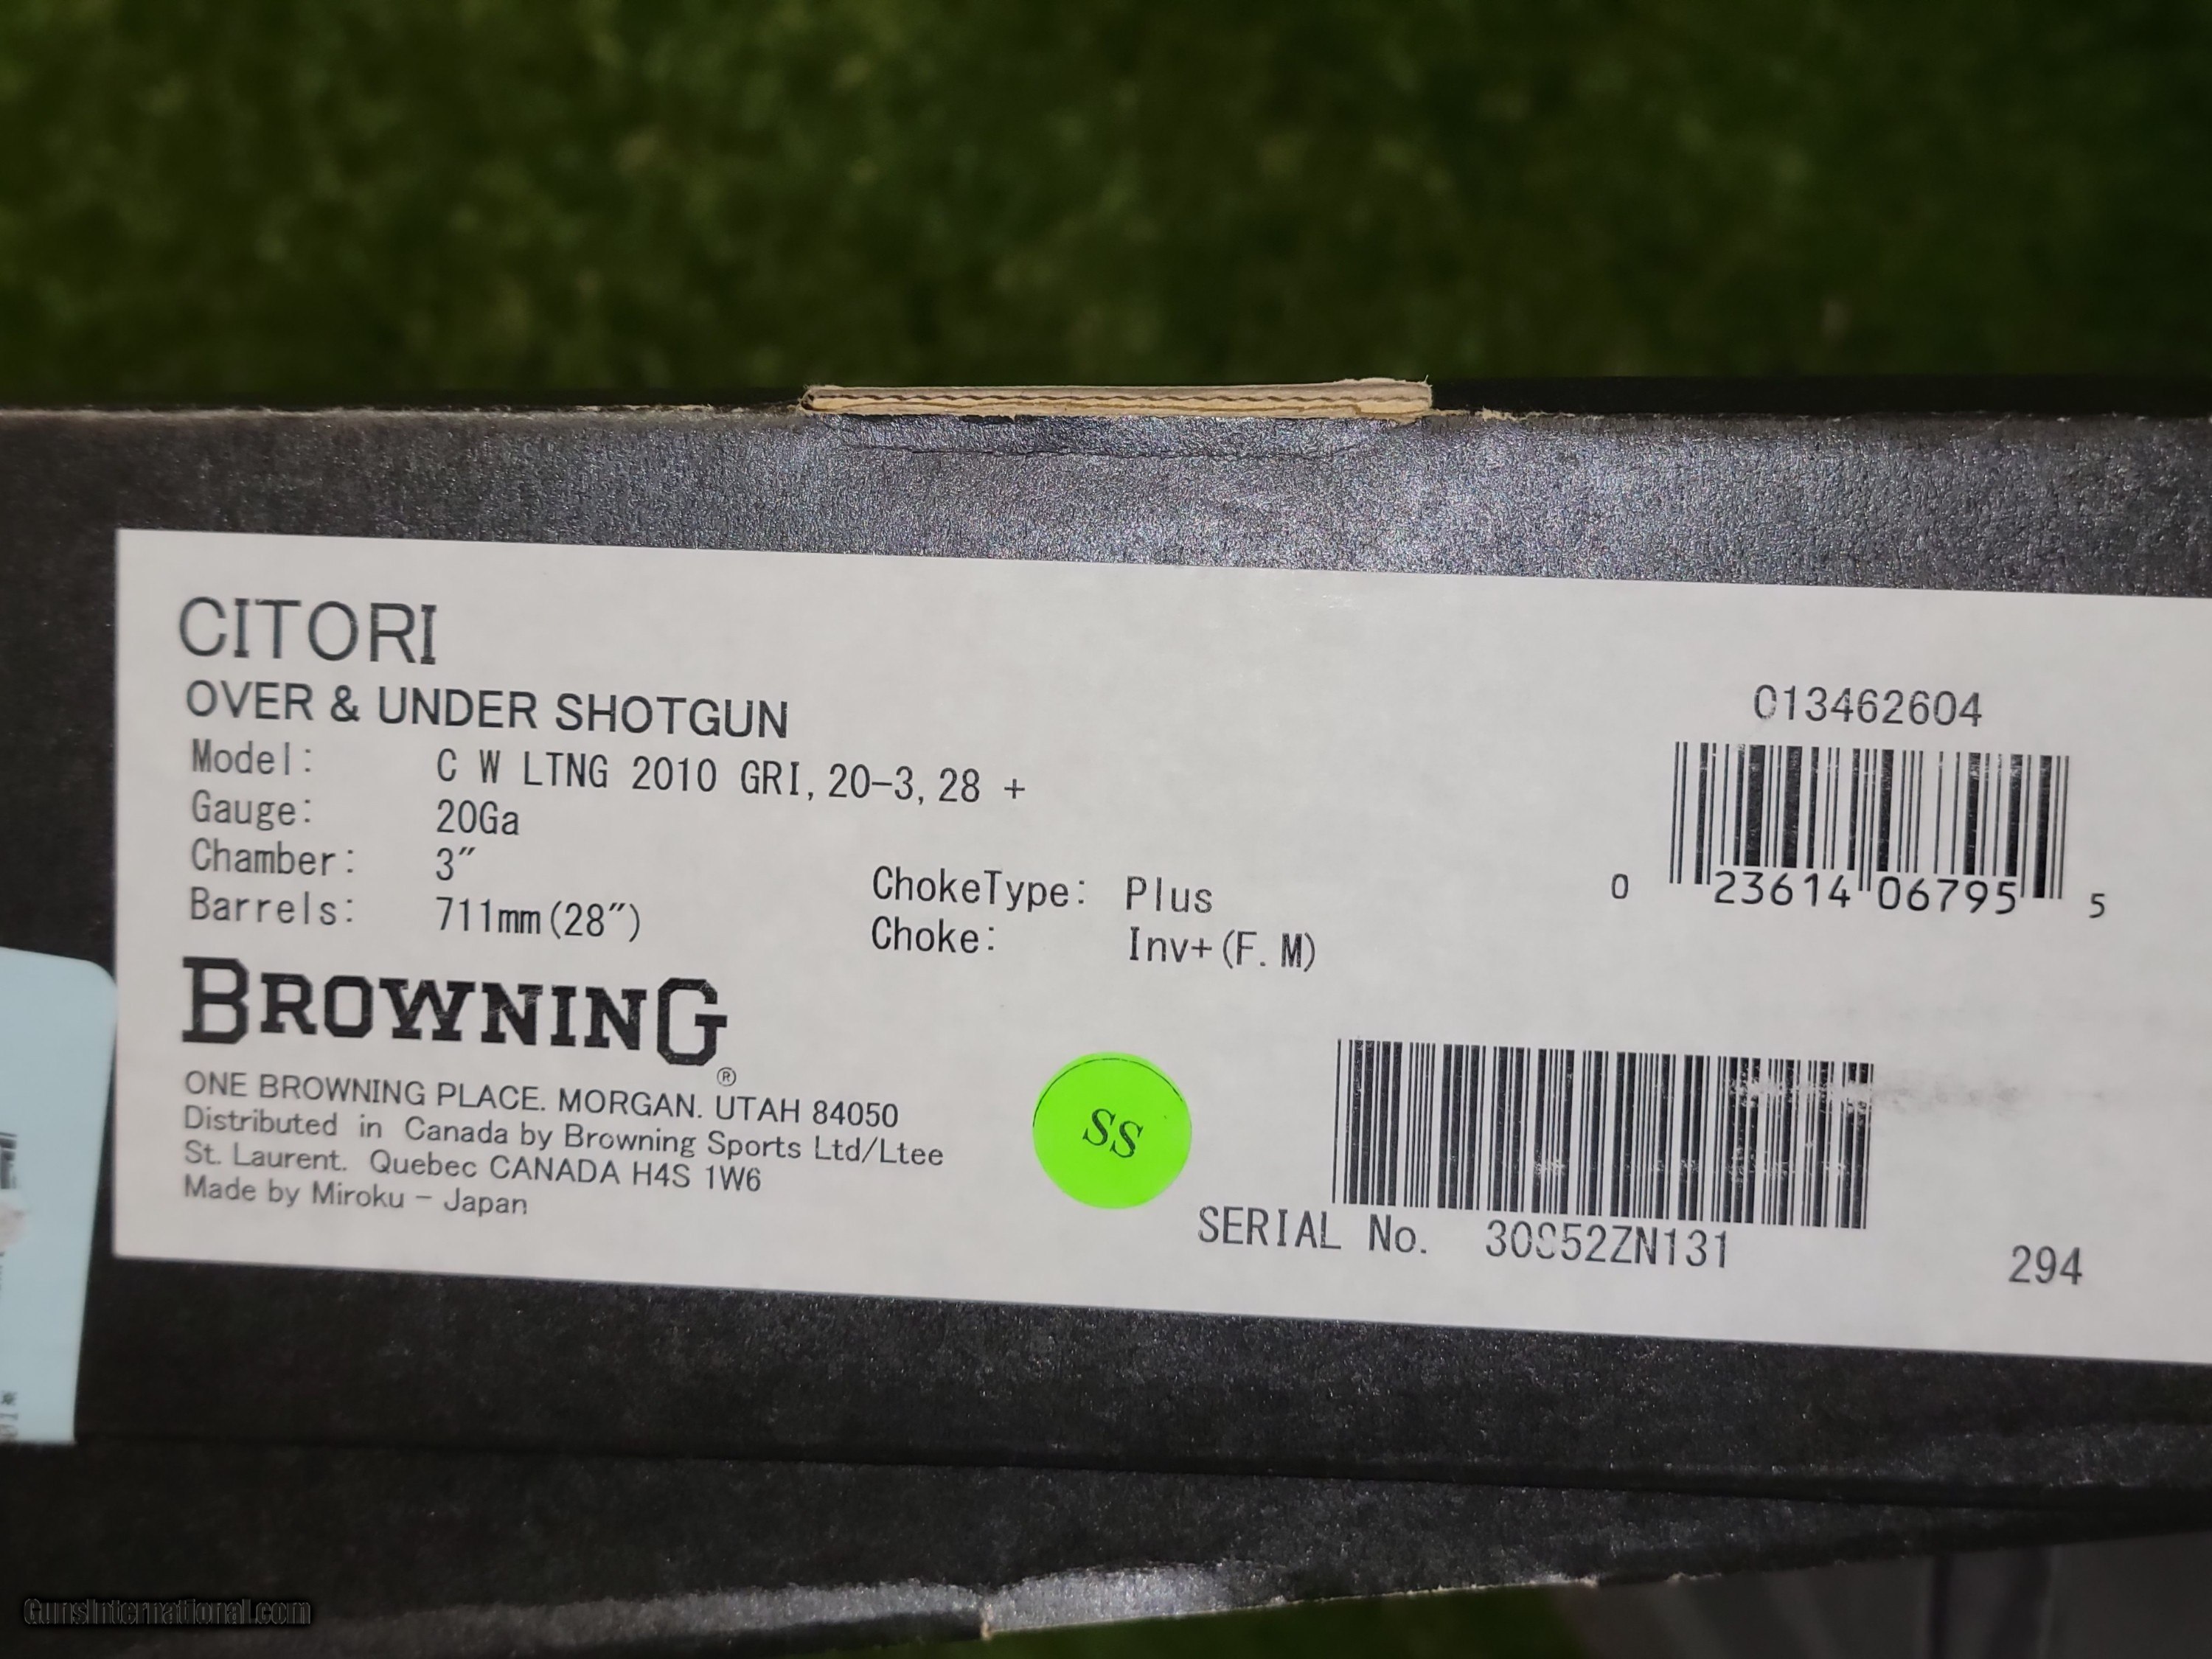 CITORI
OVER & UNDER SHOTGUN
Model: C W LTNG 2010 GRI, 20-3, 28 +
Gauge: 20Ga
Chamber: 3″
Barrels: 711mm (28″)
ChokeType: Plus
Choke: Inv+ (F. M)
013462604
0 23614 06795 5
BROWNING®
ONE BROWNING PLACE. MORGAN. UTAH 84050
Distributed in Canada by Browning Sports Ltd/Ltee
St. Laurent. Quebec CANADA H4S 1W6
Made by Miroku - Japan
SS
SERIAL No. 30S52ZN131
294
GunsInternational.com